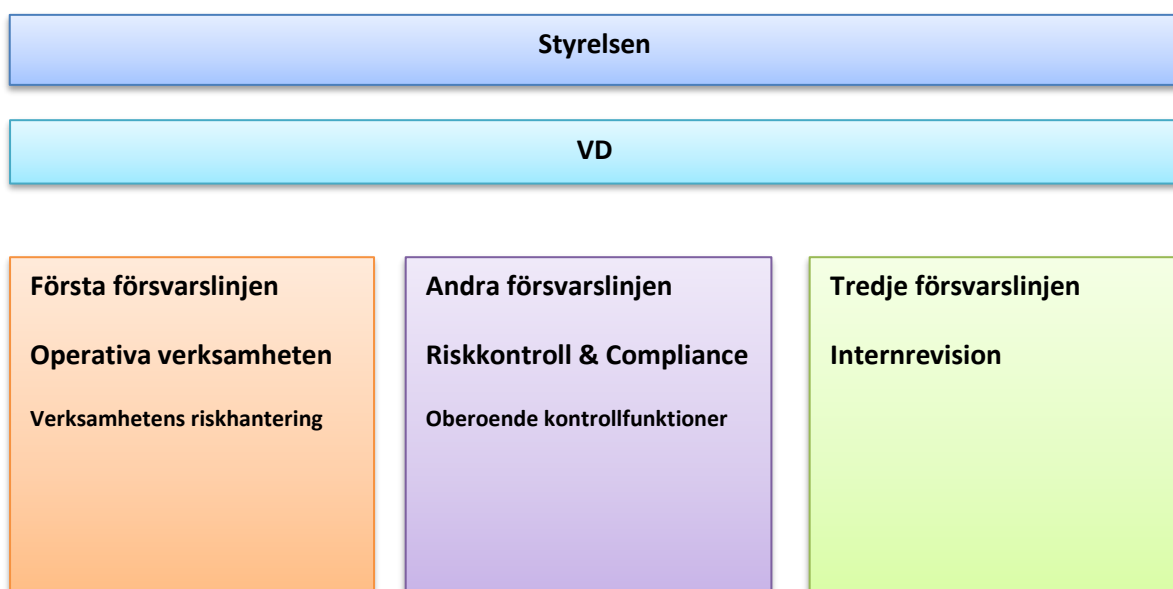 Styrelsen
VD
Första försvarslinjen
Operativa verksamheten
Verksamhetens riskhantering
Andra försvarslinjen
Riskkontroll & Compliance
Oberoende kontrollfunktioner
Tredje försvarslinjen
Internrevision